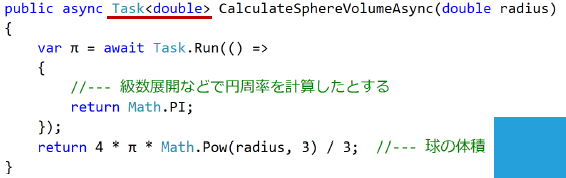 public async Task<double> CalculateSphereVolumeAsync(double radius)
{
    var π = await Task.Run(() =>
    {
        //--- 級数展開などで円周率を計算したとする
        return Math.PI;
    });
    return 4 * π * Math.Pow(radius, 3) / 3;  //--- 球の体積
}